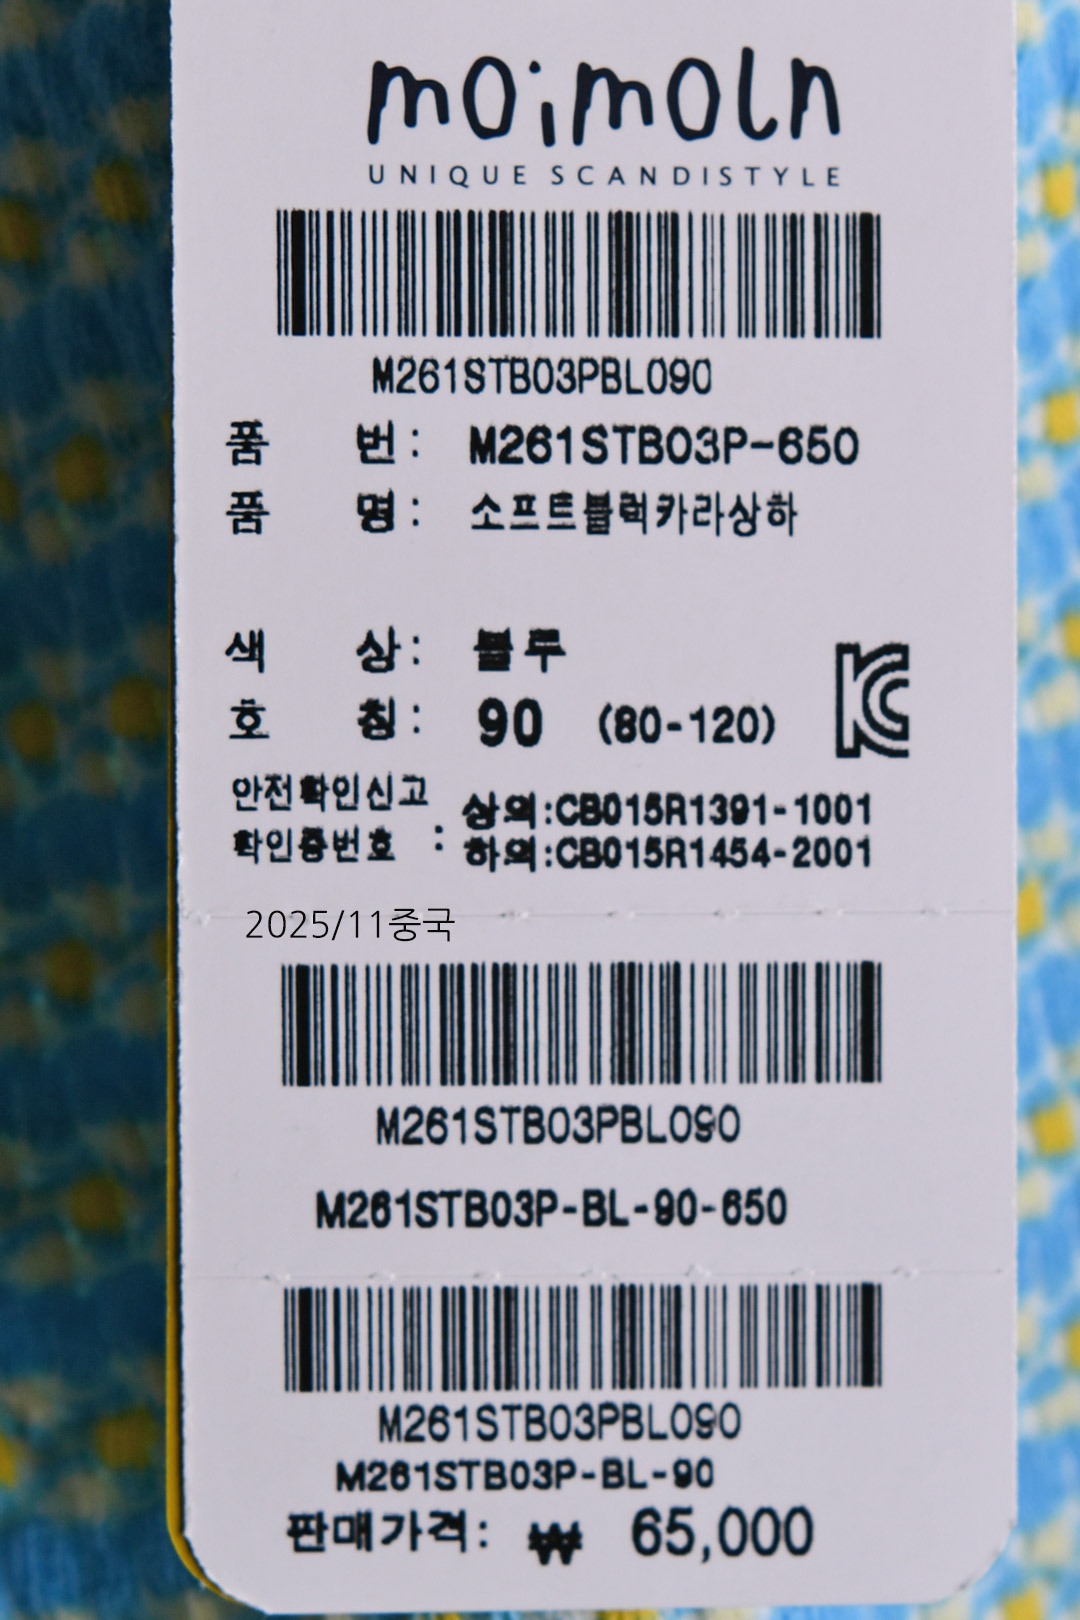 moimoln
UNIQUE SCANDISTYLE
M261STB03PBL090
품 번: M261STB03P-650
품 명: 소프트블럭카라상하
색 상: 블루
호 칭: 90 (80-120)
안전확인신고
확인증번호 : 상의:CB015R1391-1001
하의:CB015R1454-2001
2025/11중국
M261STB03PBL090
M261STB03P-BL-90-650
M261STB03PBL090
M261STB03P-BL-90
판매가격: ₩ 65,000